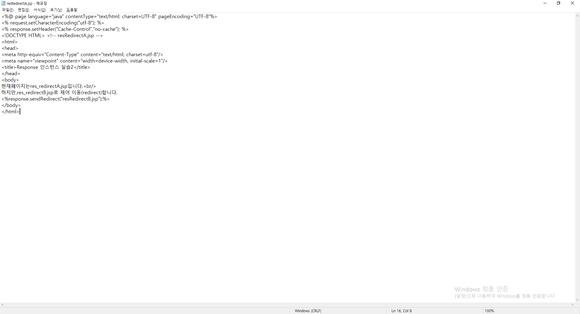 resRedirectA.jsp - 메모장
파일(F) 편집(E) 서식(O) 보기(V) 도움말
<%@ page language="java" contentType="text/html; charset=UTF-8" pageEncoding="UTF-8"%>
<% request.setCharacterEncoding("utf-8"); %>
<% response.setHeader("Cache-Control","no-cache"); %>
<!DOCTYPE HTML> <!-- resRedirectA.jsp -->
<html>
<head>
<meta http-equiv="Content-Type" content="text/html; charset=utf-8"/>
<meta name="viewpoint" content="width=device-width, initial-scale=1"/>
<title>Response 인스턴스 실습2</title>
</head>
<body>
현재페이지는res_redirectA.jsp입니다.<br/>
하지만,res_redirectB.jsp로 제어 이동(redirect)합니다.
<%response.sendRedirect("resRedirectB.jsp");%>
</body>
</html>
Windows 정품 인증
[설정]으로 이동하여 Windows를 정품 인증합니다.
Windows (CRLF)
Ln 16, Col 8
100%